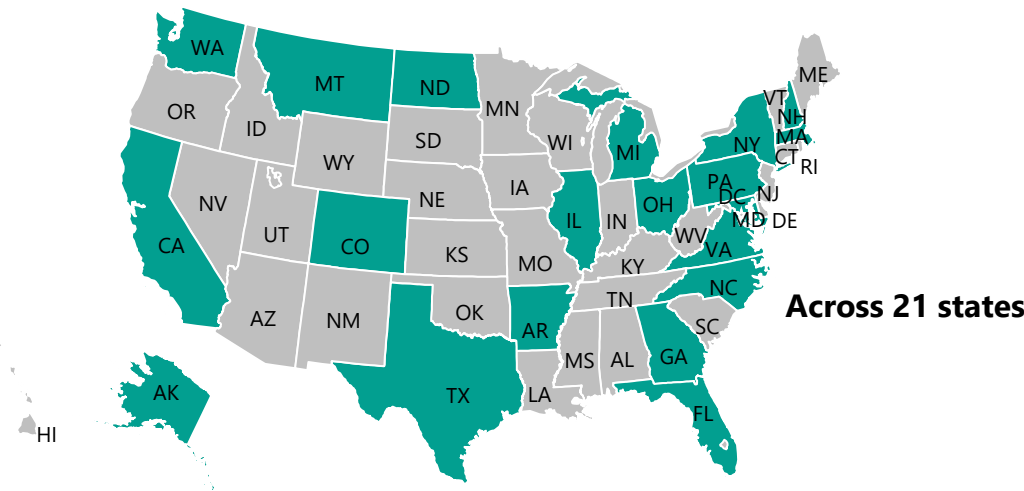 WA
MT
ND
MN
ME
VT
NH
OR
ID
SD
WI
MI
NY
MA
CT
RI
WY
IA
NE
PA
NV
OH
DC
NJ
IL
IN
MD
DE
UT
CO
CA
KS
MO
WV
VA
KY
NC
TN
Across 21 states
AZ
NM
OK
AR
SC
MS
AL
GA
AK
TX
LA
FL
HI